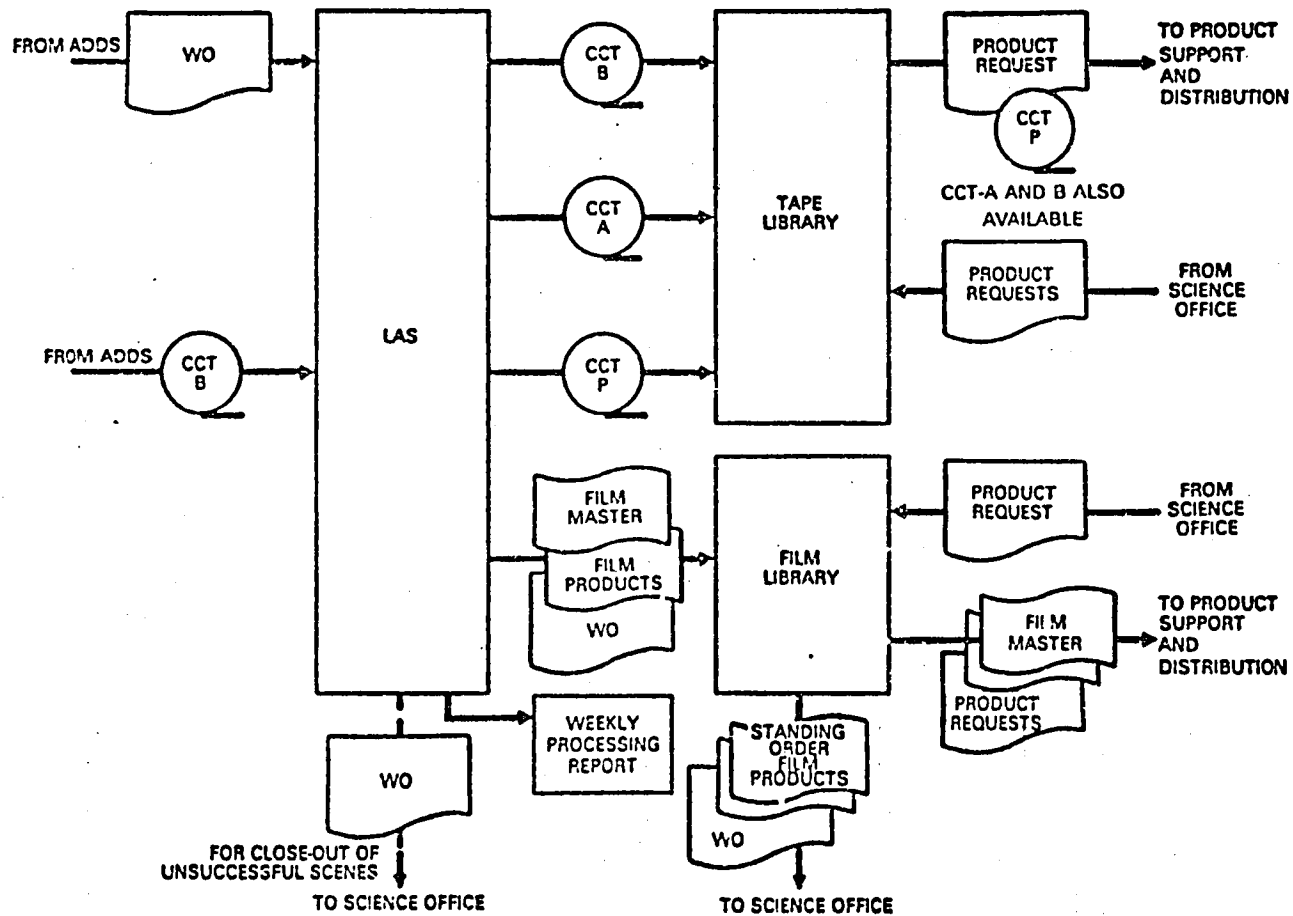 FROM ADDS
WO
CCT
B
PRODUCT
REQUEST
TO PRODUCT
SUPPORT
AND
DISTRIBUTION
CCT
P
CCT-A AND B ALSO
AVAILABLE
CCT
A
TAPE
LIBRARY
PRODUCT
REQUESTS
FROM
SCIENCE
OFFICE
LAS
FROM ADDS
CCT
B
CCT
P
FILM
MASTER
FILM
PRODUCTS
WO
FILM
LIBRARY
PRODUCT
REQUEST
FROM
SCIENCE
OFFICE
FILM
MASTER
PRODUCT
REQUESTS
TO PRODUCT
SUPPORT
AND
DISTRIBUTION
WEEKLY
PROCESSING
REPORT
WO
FOR CLOSE-OUT OF
UNSUCCESSFUL SCENES
TO SCIENCE OFFICE
STANDING
ORDER
FILM
PRODUCTS
WO
TO SCIENCE OFFICE